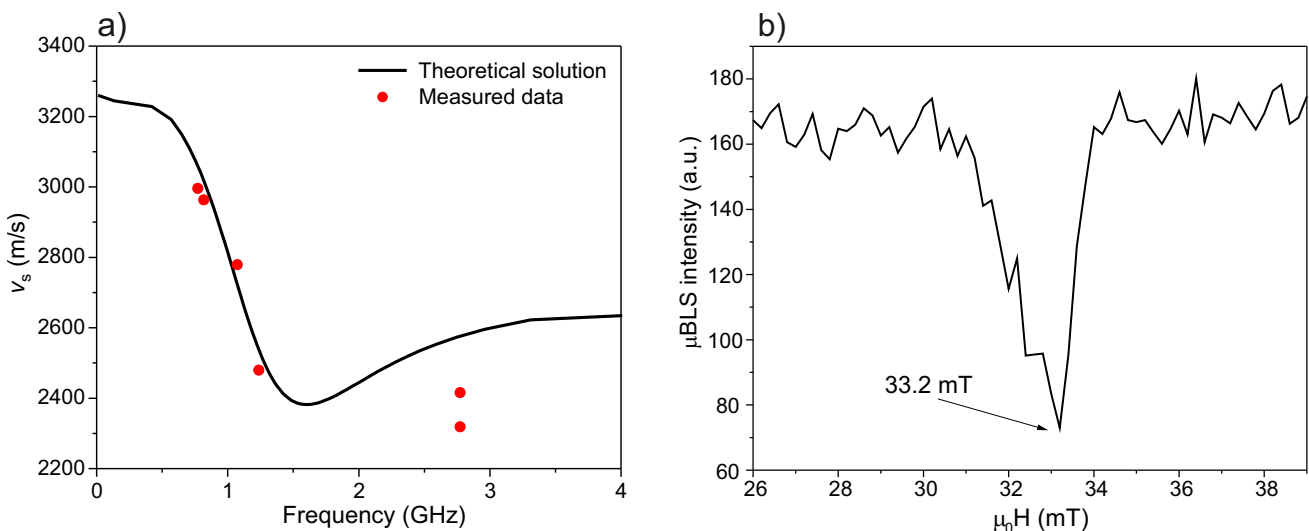 a)
3400
3200
3000
2800
2600
2400
2200
v_s (m/s)
0 1 2 3 4
Frequency (GHz)
Theoretical solution
Measured data
b)
180
160
140
120
100
80
60
μBLS intensity (a.u.)
33.2 mT
26 28 30 32 34 36 38
μ₀H (mT)